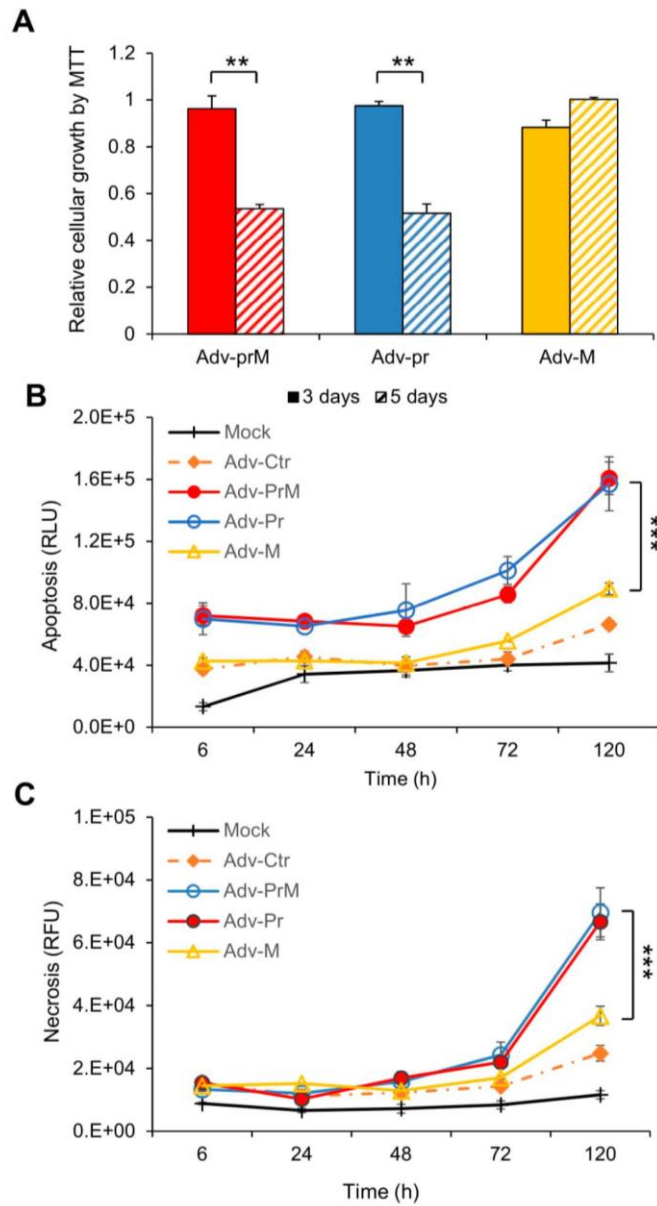 A
Relative cellular growth by MTT
1.2
1
0.8
0.6
0.4
0.2
0
**
**
Adv-prM
Adv-pr
Adv-M
3 days
5 days
B
Apoptosis (RLU)
2.0E+5
1.6E+5
1.2E+5
8.0E+4
4.0E+4
0.0E+0
Mock
Adv-Ctr
Adv-PrM
Adv-Pr
Adv-M
***
6
24
48
72
120
Time (h)
C
Necrosis (RFU)
1.E+05
8.E+04
6.E+04
4.E+04
2.E+04
0.E+00
Mock
Adv-Ctr
Adv-PrM
Adv-Pr
Adv-M
***
6
24
48
72
120
Time (h)